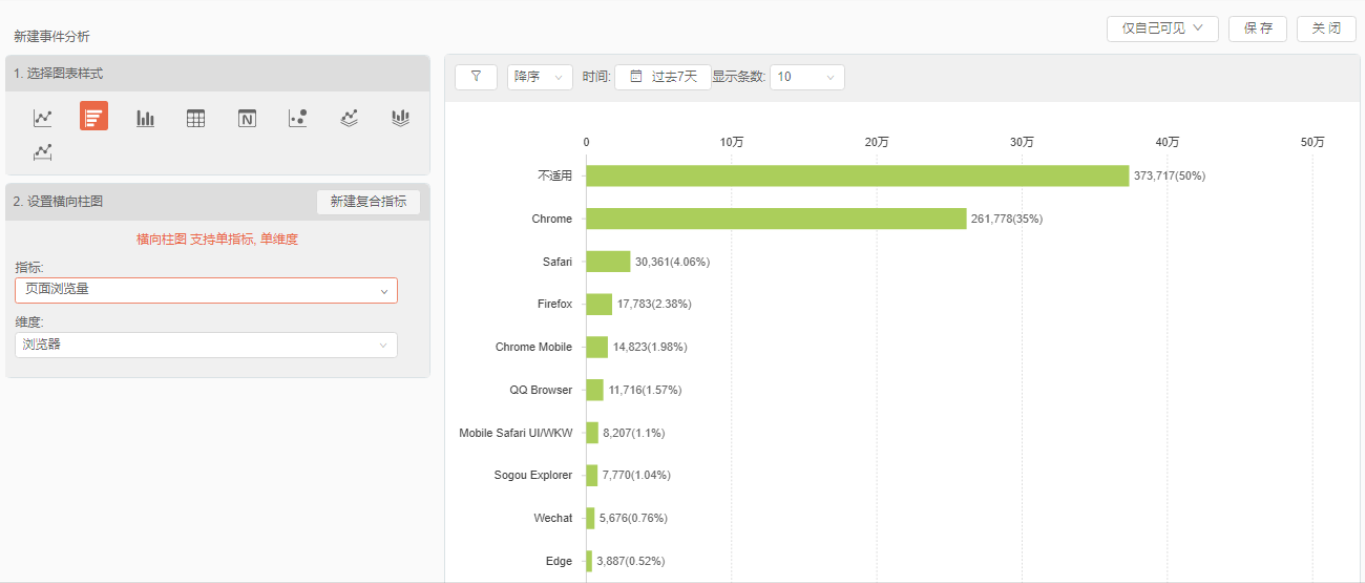 新建事件分析
仅自己可见 保存 关闭
1. 选择图表样式
2. 设置横向柱图 新建复合指标
横向柱图 支持单指标, 单维度
指标:
页面浏览量
维度:
浏览器
降序 时间: 过去7天 显示条数: 10
0 10万 20万 30万 40万 50万
不适用 373,717(50%)
Chrome 261,778(35%)
Safari 30,361(4.06%)
Firefox 17,783(2.38%)
Chrome Mobile 14,823(1.98%)
QQ Browser 11,716(1.57%)
Mobile Safari UI/WKW 8,207(1.1%)
Sogou Explorer 7,770(1.04%)
Wechat 5,676(0.76%)
Edge 3,887(0.52%)